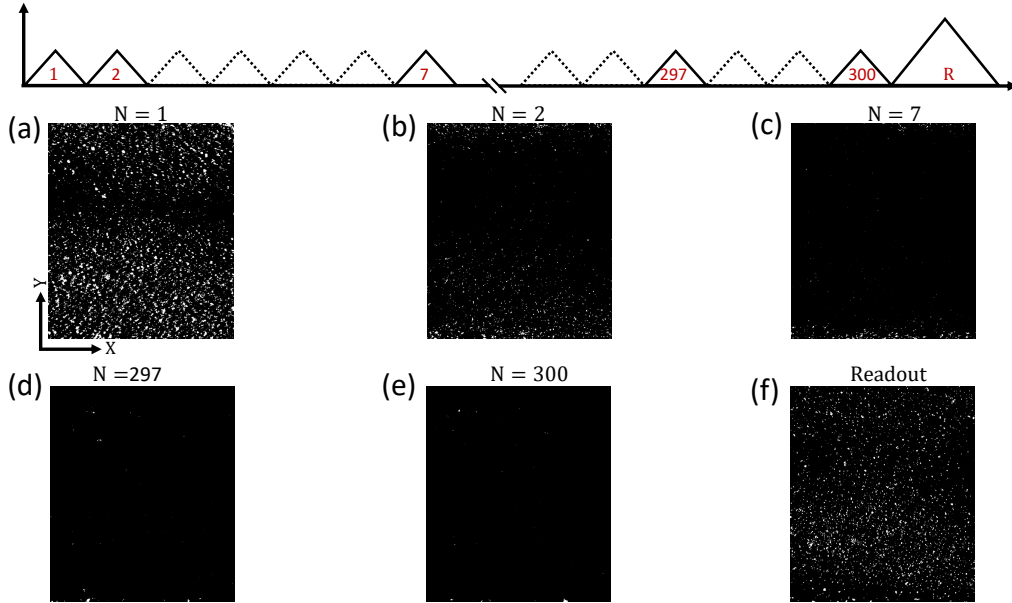 1 2 7 297 300 R
N = 1 N = 2 N = 7
(a) (b) (c)
Y
X
N =297 N = 300 Readout
(d) (e) (f)